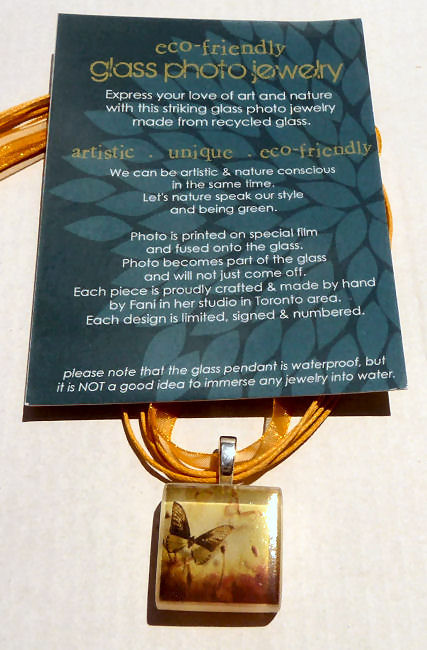 eco-friendly
glass photo jewelry
Express your love of art and nature
with this striking glass photo jewelry
made from recycled glass.
artistic . unique . eco-friendly
We can be artistic & nature conscious
in the same time.
Let's nature speak our style
and being green.
Photo is printed on special film
and fused onto the glass.
Photo becomes part of the glass
and will not just come off.
Each piece is proudly crafted & made by hand
by Fani in her studio in Toronto area.
Each design is limited, signed & numbered.
please note that the glass pendant is waterproof, but
it is NOT a good idea to immerse any jewelry into water.